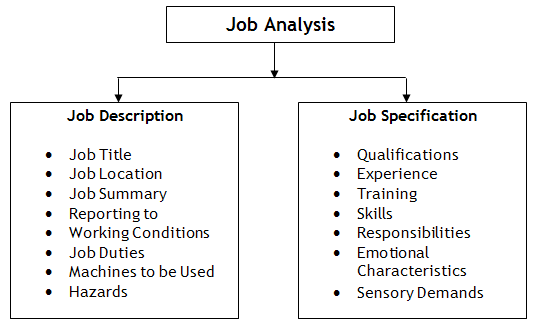 Job Analysis
Job Description
• Job Title
• Job Location
• Job Summary
• Reporting to
• Working Conditions
• Job Duties
• Machines to be Used
• Hazards
Job Specification
• Qualifications
• Experience
• Training
• Skills
• Responsibilities
• Emotional
Characteristics
• Sensory Demands